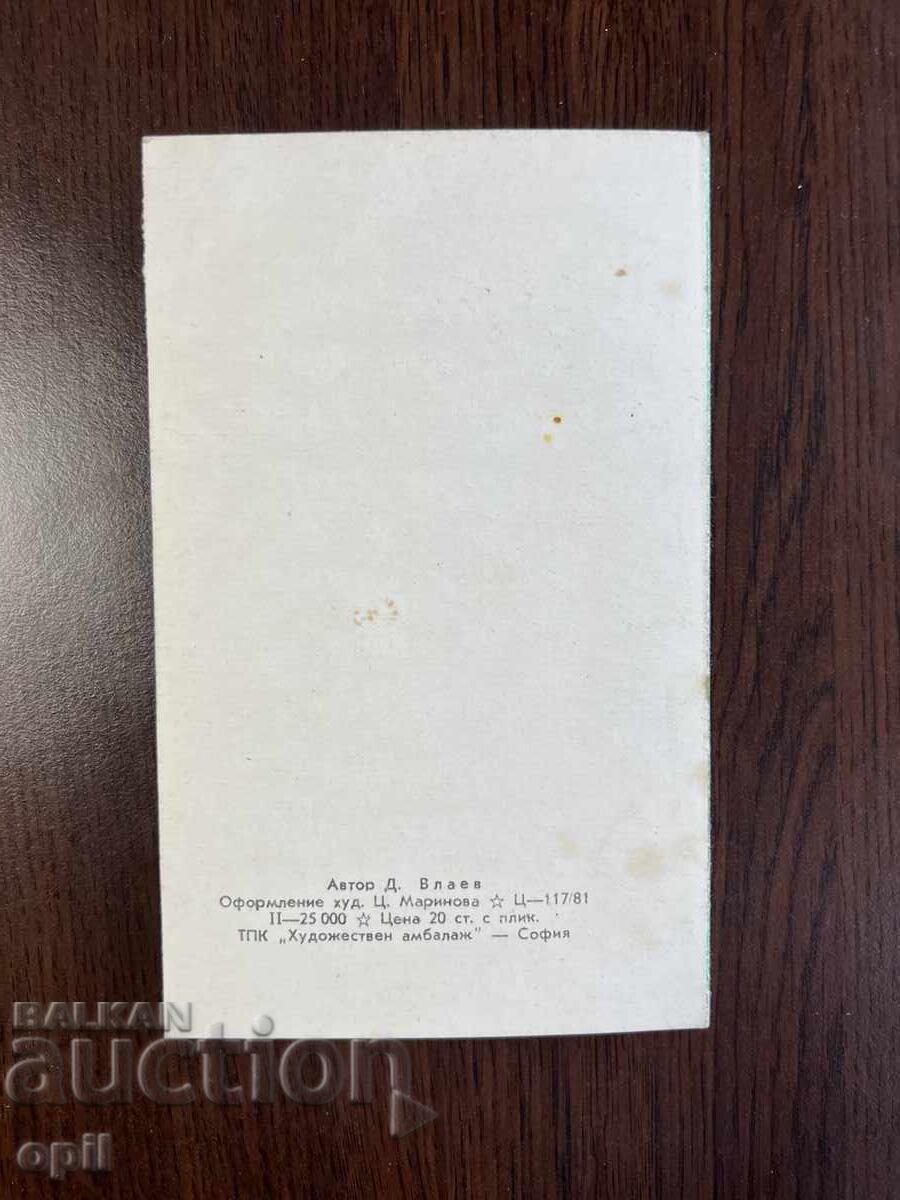 Автор Д. Влаев
Оформление худ. Ц. Маринова ☆ Ц—117/81
II—25 000 ☆ Цена 20 ст. с плик.
ТПК „Художествен амбалаж" — София
BALKAN
auction
opil